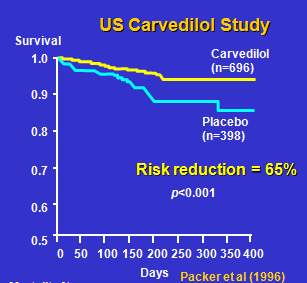 US Carvedilol Study
Survival
Carvedilol
(n=696)
1.0
0.9
0.8
0.7
0.6
0.5
Placebo
(n=398)
Risk reduction = 65%
p<0.001
0 50 100 150 200 250 300 350 400
Days
Packer et al (1996)